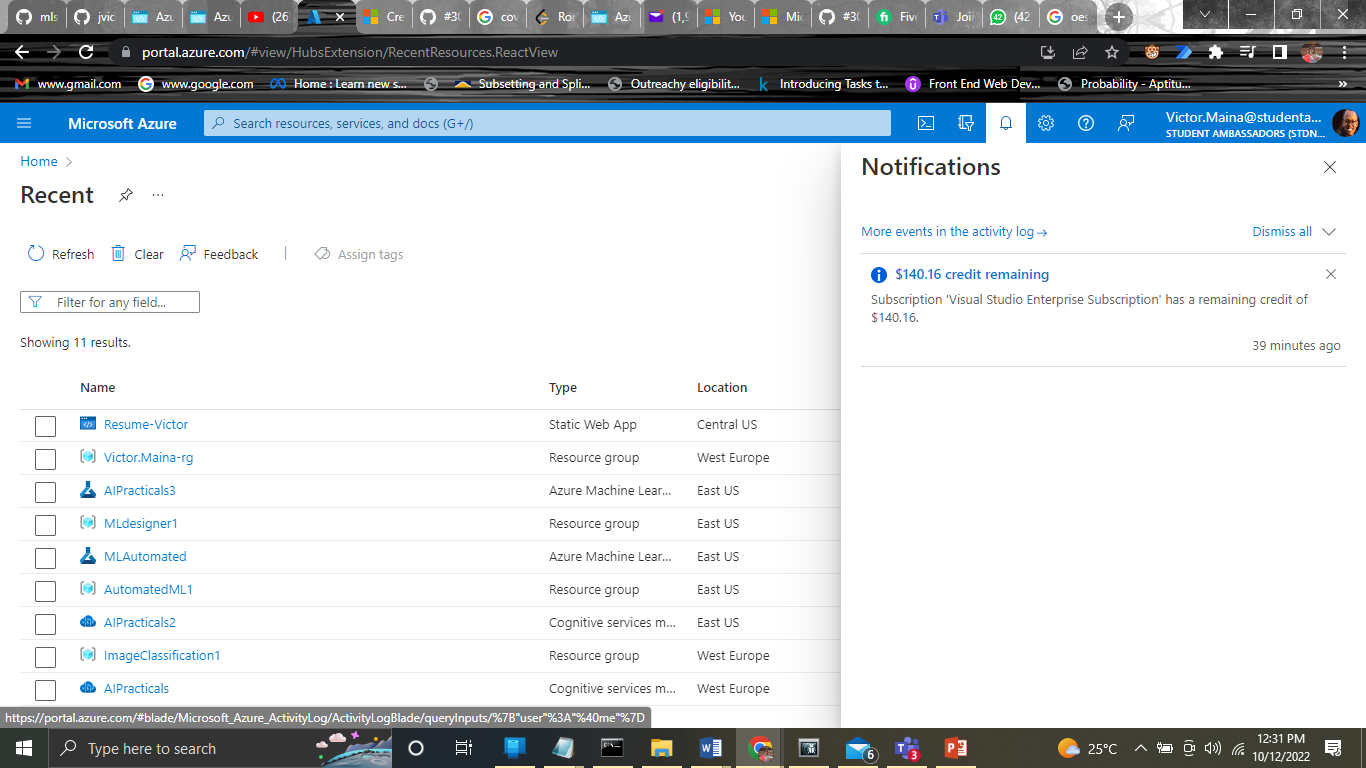 mls
jvic
Azu
Azu
(26
Cre
#30
cov
Ro
Azu
(1,9
You
Mic
#30
Five
Joi
42
(42
oes
portal.azure.com/#view/HubsExtension/RecentResources.ReactView
www.gmail.com
www.google.com
Home : Learn new s...
Subsetting and Spli...
Outreachy eligibilit...
Introducing Tasks t...
Front End Web Dev...
Probability - Aptitu...
»
Microsoft Azure
Search resources, services, and docs (G+/)
Victor.Maina@studenta...
STUDENT AMBASSADORS (STDN...
Home
Recent
...
Refresh
Clear
Feedback
Assign tags
Filter for any field...
Showing 11 results.
Name Type Location
Resume-Victor Static Web App Central US
Victor.Maina-rg Resource group West Europe
AIPracticals3 Azure Machine Lear... East US
MLdesigner1 Resource group East US
MLAutomated Azure Machine Lear... East US
AutomatedML1 Resource group East US
AIPracticals2 Cognitive services m... East US
ImageClassification1 Resource group West Europe
AIPracticals Cognitive services m... West Europe
Notifications
More events in the activity log→
Dismiss all
$140.16 credit remaining
Subscription 'Visual Studio Enterprise Subscription' has a remaining credit of
$140.16.
39 minutes ago
https://portal.azure.com/#blade/Microsoft_Azure_ActivityLog/ActivityLogBlade/queryInputs/%7B"user"%3A"%40me"%7D
Type here to search
6
3
25°C
12:31 PM
10/12/2022